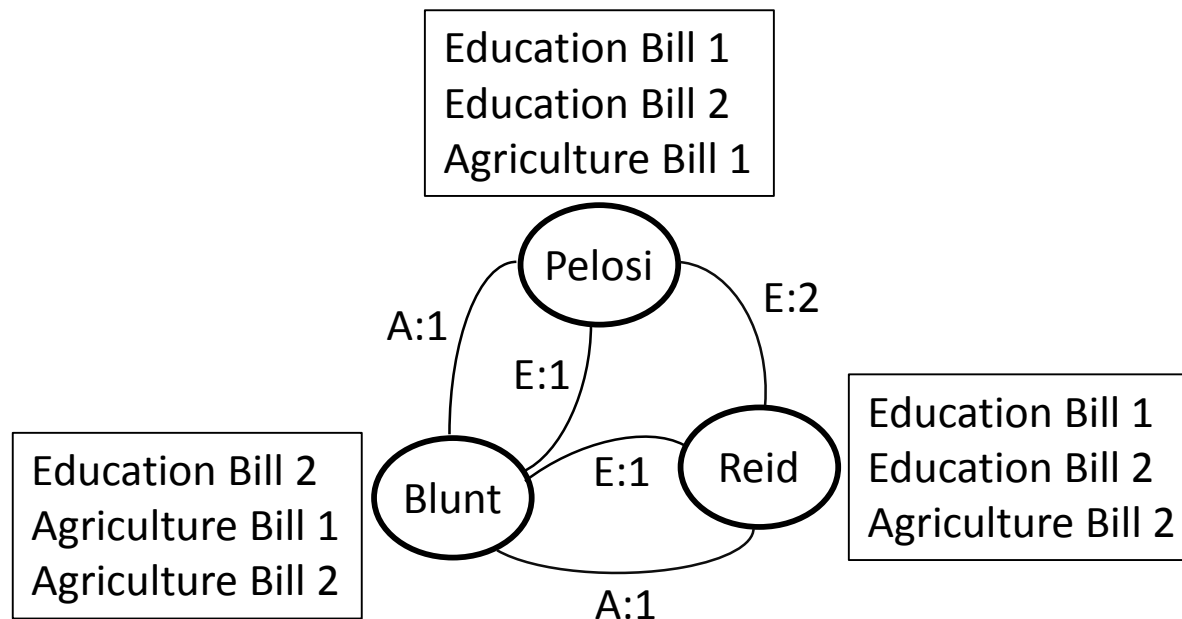 Education Bill 1
Education Bill 2
Agriculture Bill 1
Pelosi
A:1
E:2
E:1
Education Bill 2
Agriculture Bill 1
Agriculture Bill 2
Blunt
E:1
Reid
Education Bill 1
Education Bill 2
Agriculture Bill 2
A:1